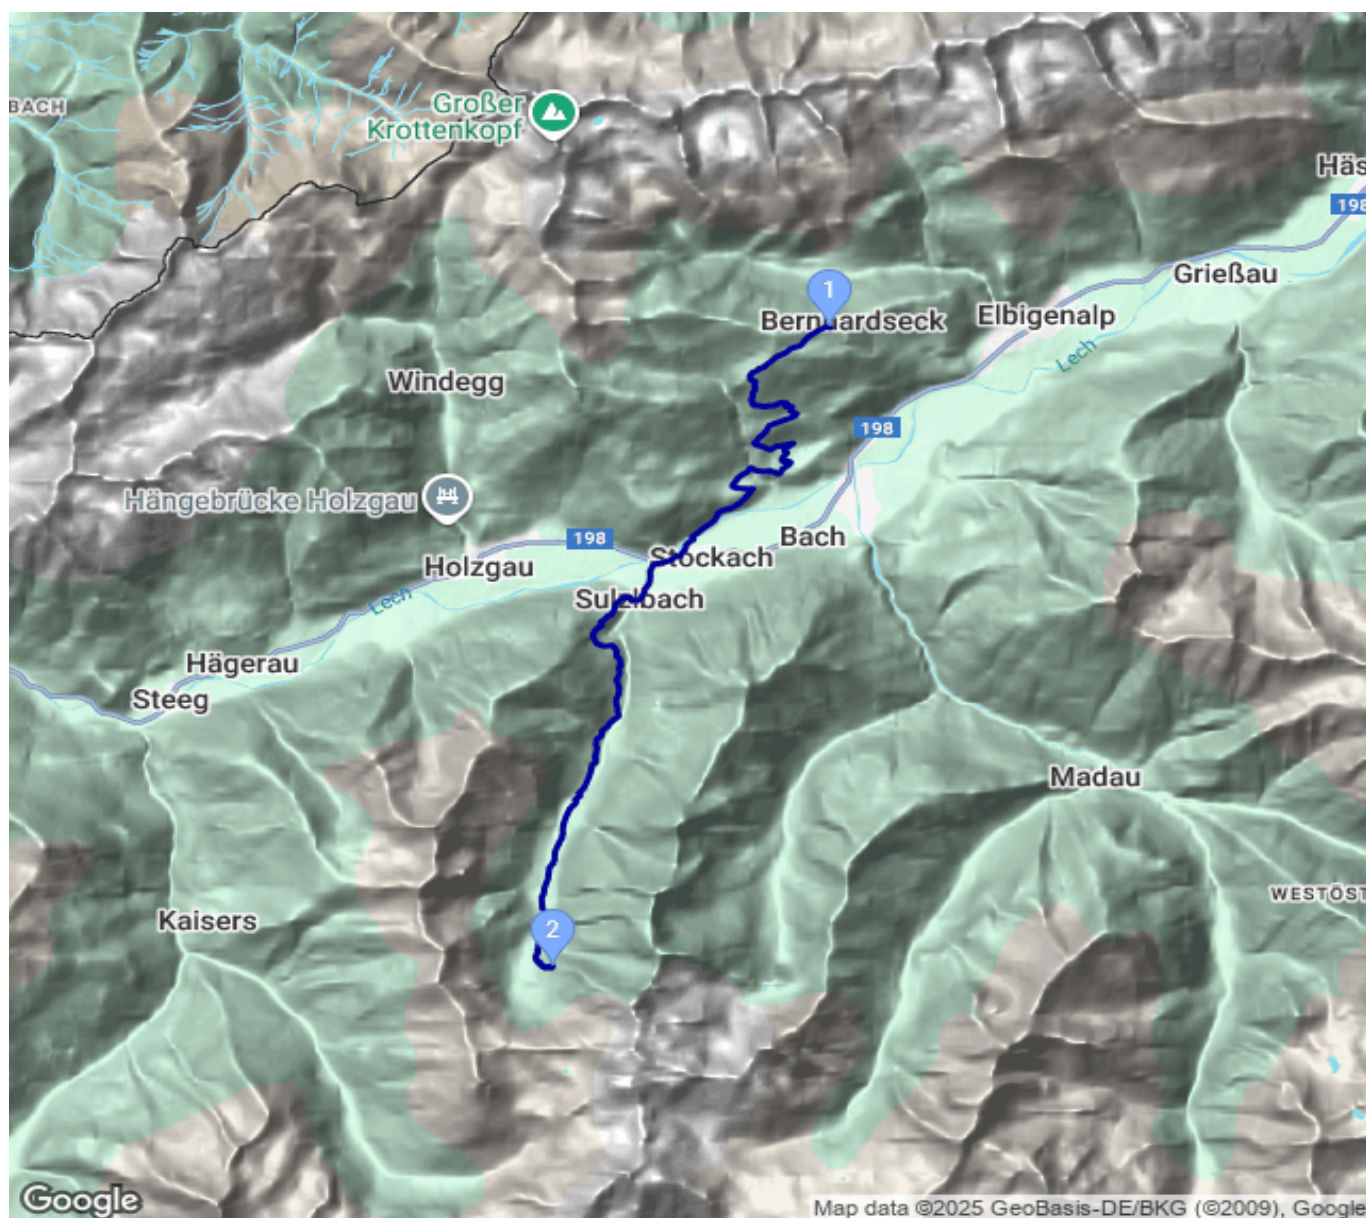 BACH
Großer
Krottenkopf
Häs
198
Grießau
1
Bernhardseck
Elbigenalp
Lech
Windegg
198
Hängebrücke Holzgau
198
Bach
Stockach
Holzgau
Lech
Sulzlbach
Hägerau
Steeg
Madau
WESTÖST
Kaisers
2
Google
Map data ©2025 GeoBasis-DE/BKG (©2009), Google